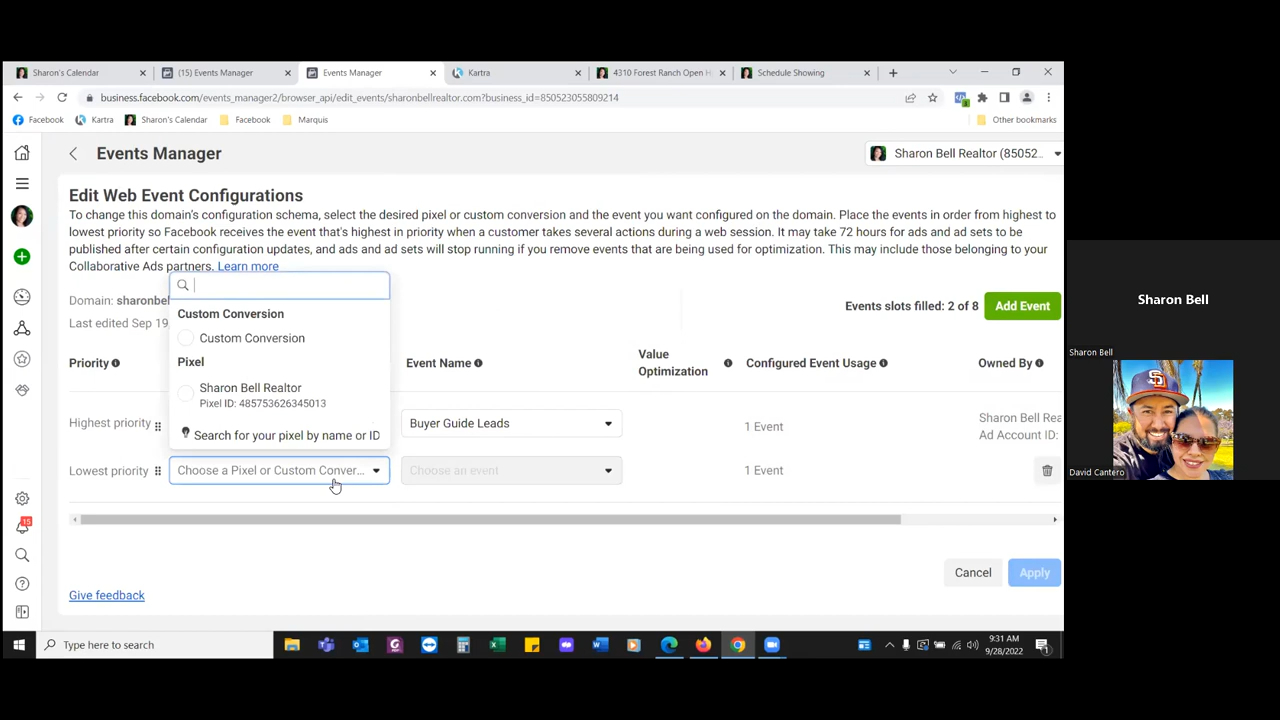 Sharon's Calendar
(15) Events Manager
Events Manager
Kartra
4310 Forest Ranch Open H
Schedule Showing
business.facebook.com/events_manager2/browser_api/edit_events/sharonbellrealtor.com?business_id=850523055809214
Facebook
Kartra
Sharon's Calendar
Facebook
Marquis
Other bookmarks
Events Manager
Sharon Bell Realtor (85052...
Edit Web Event Configurations
To change this domain's configuration schema, select the desired pixel or custom conversion and the event you want configured on the domain. Place the events in order from highest to
lowest priority so Facebook receives the event that's highest in priority when a customer takes several actions during a web session. It may take 72 hours for ads and ad sets to be
published after certain configuration updates, and ads and ad sets will stop running if you remove events that are being used for optimization. This may include those belonging to your
Collaborative Ads partners. Learn more
Domain: sharonbel
Last edited Sep 19
Events slots filled: 2 of 8
Add Event
Custom Conversion
Custom Conversion
Pixel
Sharon Bell Realtor
Pixel ID: 485753626345013
Search for your pixel by name or ID
Priority
Event Name
Value
Optimization
Configured Event Usage
Owned By
Highest priority
Buyer Guide Leads
1 Event
Sharon Bell Rea
Ad Account ID:
Lowest priority
Choose a Pixel or Custom Conver...
Choose an event
1 Event
Cancel
Apply
Give feedback
15
Type here to search
9:31 AM
9/28/2022
1
Sharon Bell
Sharon Bell
David Cantero